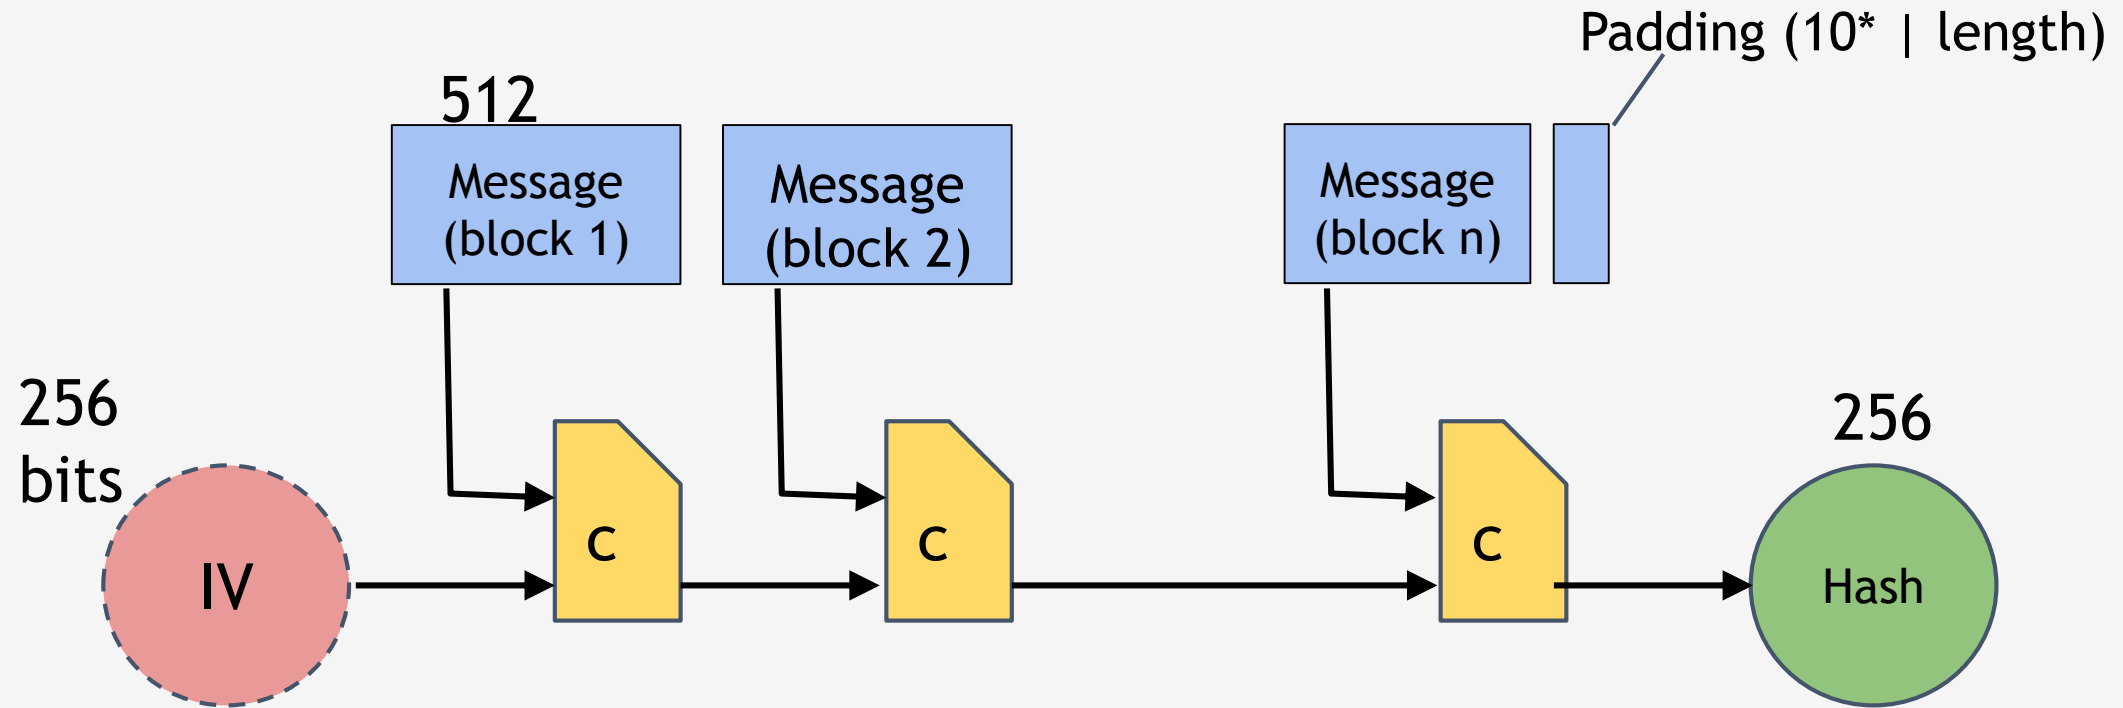 Padding (10* | length)
512
Message
(block 1)
Message
(block 2)
Message
(block n)
256
bits
IV
c
c
c
256
Hash